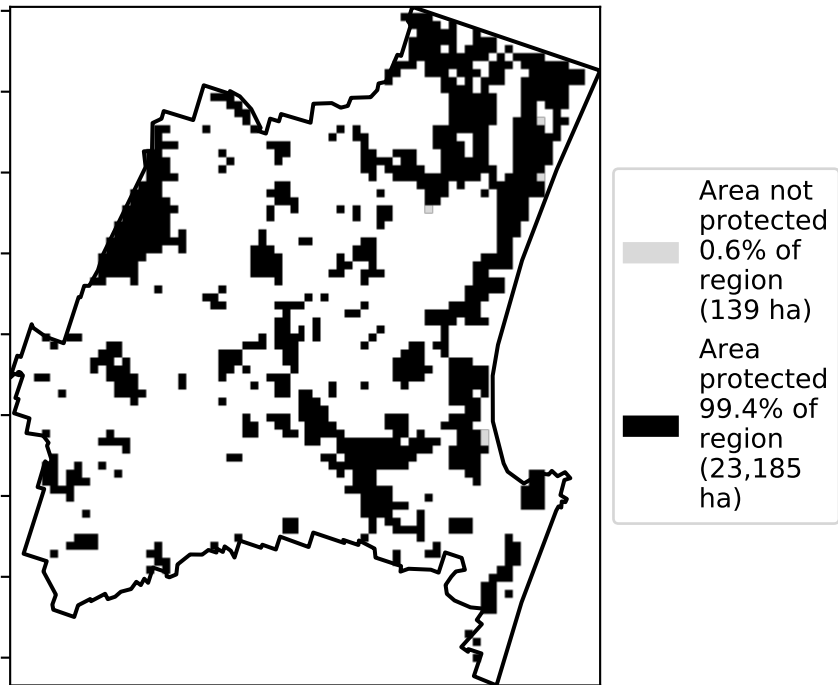 Area not
protected
0.6% of
region
(139 ha)
Area
protected
99.4% of
region
(23,185
ha)